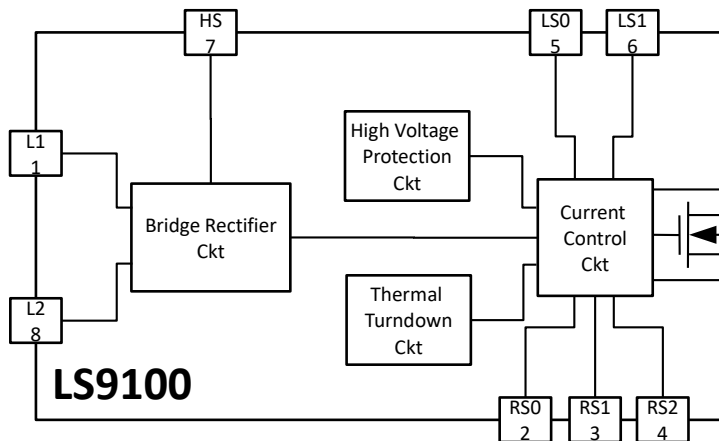 HS
7
LS0
5
LS1
6
L1
1
High Voltage
Protection
Ckt
Bridge Rectifier
Ckt
Current
Control
Ckt
L2
8
Thermal
Turndown
Ckt
LS9100
RS0
2
RS1
3
RS2
4